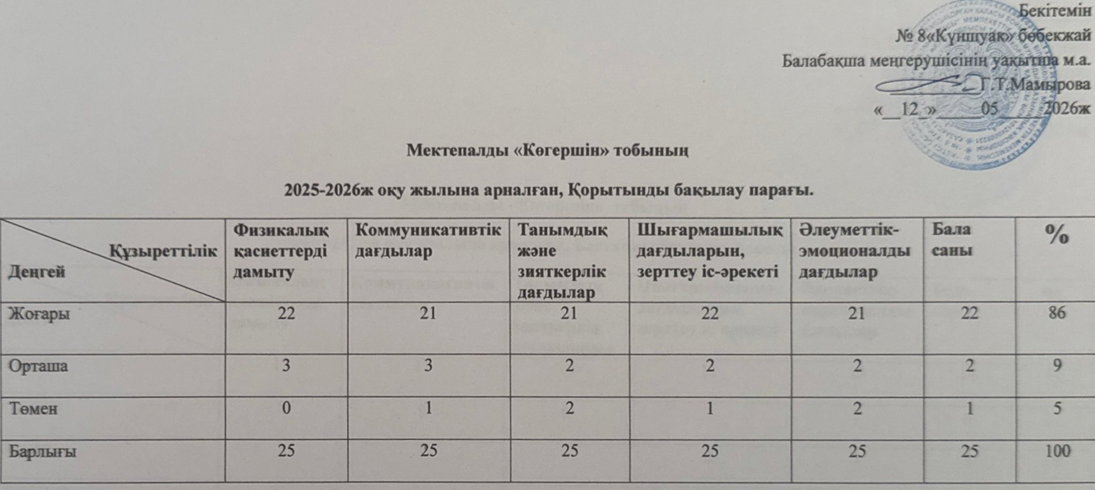 Бекітемін
№ 8«Күншуақ» бөбекжай
Балабақша меңгерушісінің уақытша м.а.
Г.Т.Мамырова
«__12_»_____05_____2026ж
Мектепалды «Көгершін» тобының
2025-2026ж оқу жылына арналған, Қорытынды бақылау парағы.
Құзыреттілік
Деңгей
Физикалық қасиеттерді дамыту
Коммуникативтік дағдылар
Танымдық және зияткерлік дағдылар
Шығармашылық дағдыларын, зерттеу іс-әрекеті
Әлеуметтік-эмоционалды дағдылар
Бала саны
%
Жоғары 22 21 21 22 21 22 86
Орташа 3 3 2 2 2 2 9
Төмен 0 1 2 1 2 1 5
Барлығы 25 25 25 25 25 25 100